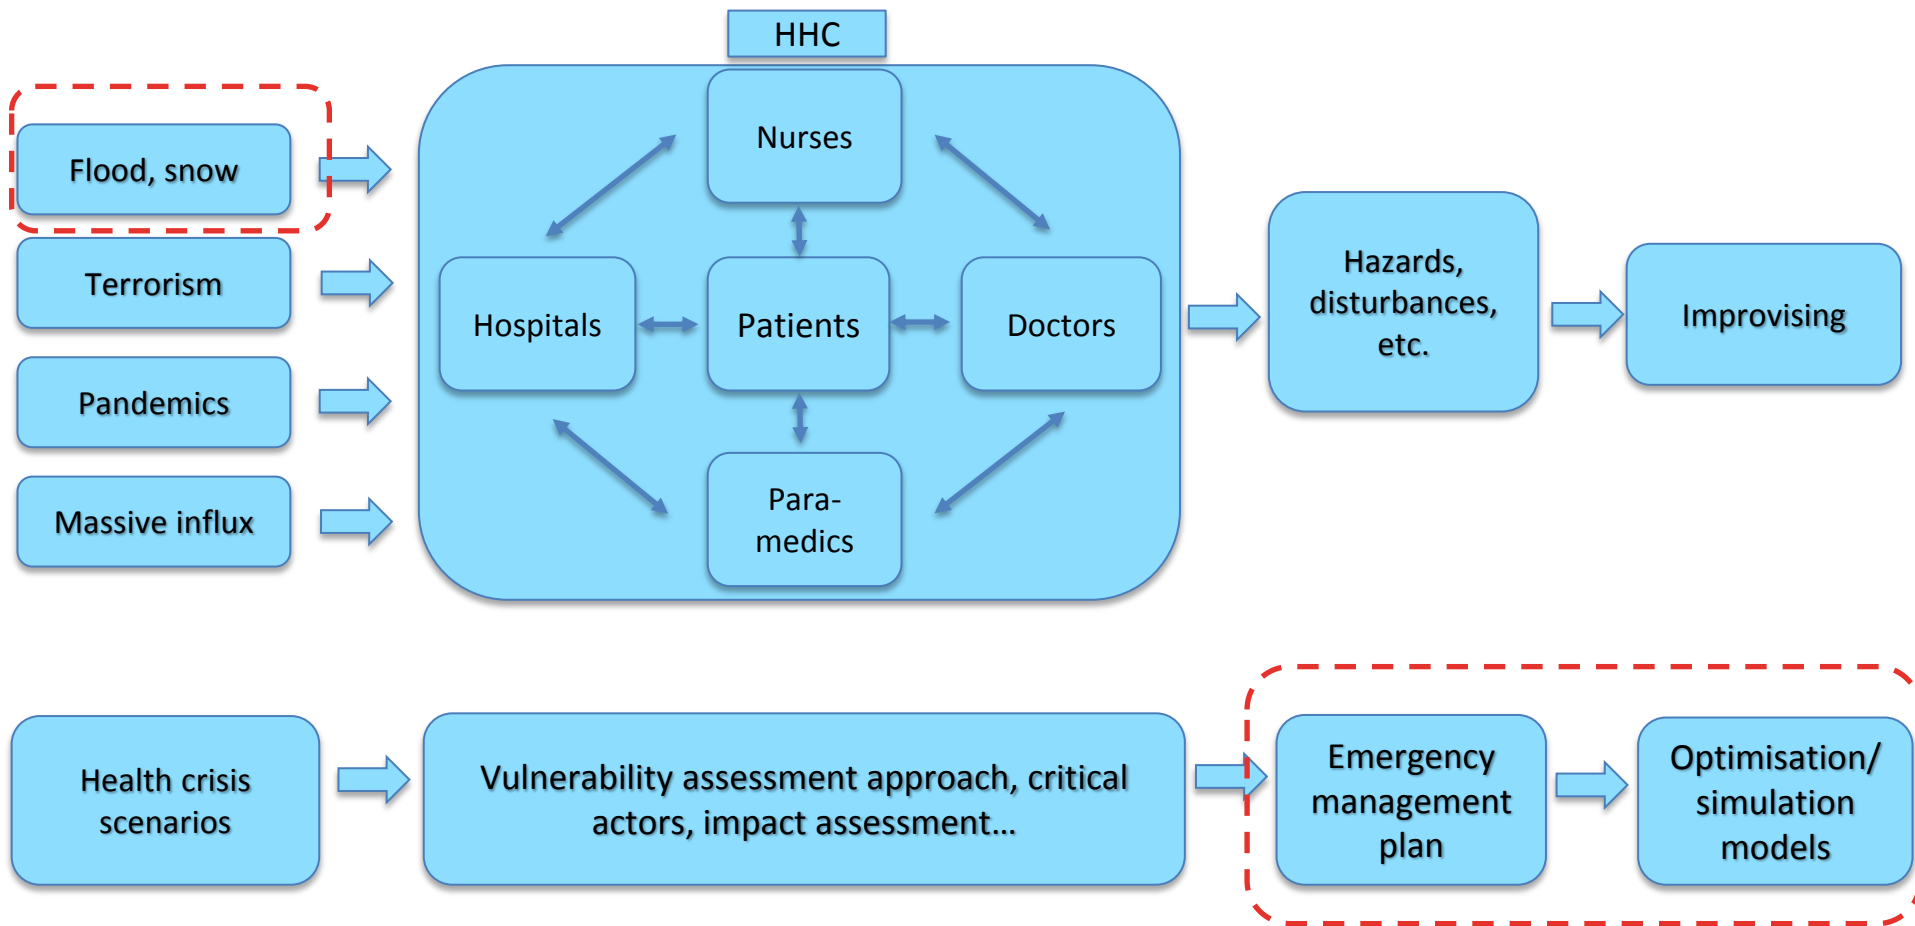 HHC
Flood, snow
Terrorism
Pandemics
Massive influx
Nurses
Hospitals
Patients
Doctors
Para-
medics
Hazards,
disturbances,
etc.
Improvising
Health crisis
scenarios
Vulnerability assessment approach, critical
actors, impact assessment...
Emergency
management
plan
Optimisation/
simulation
models